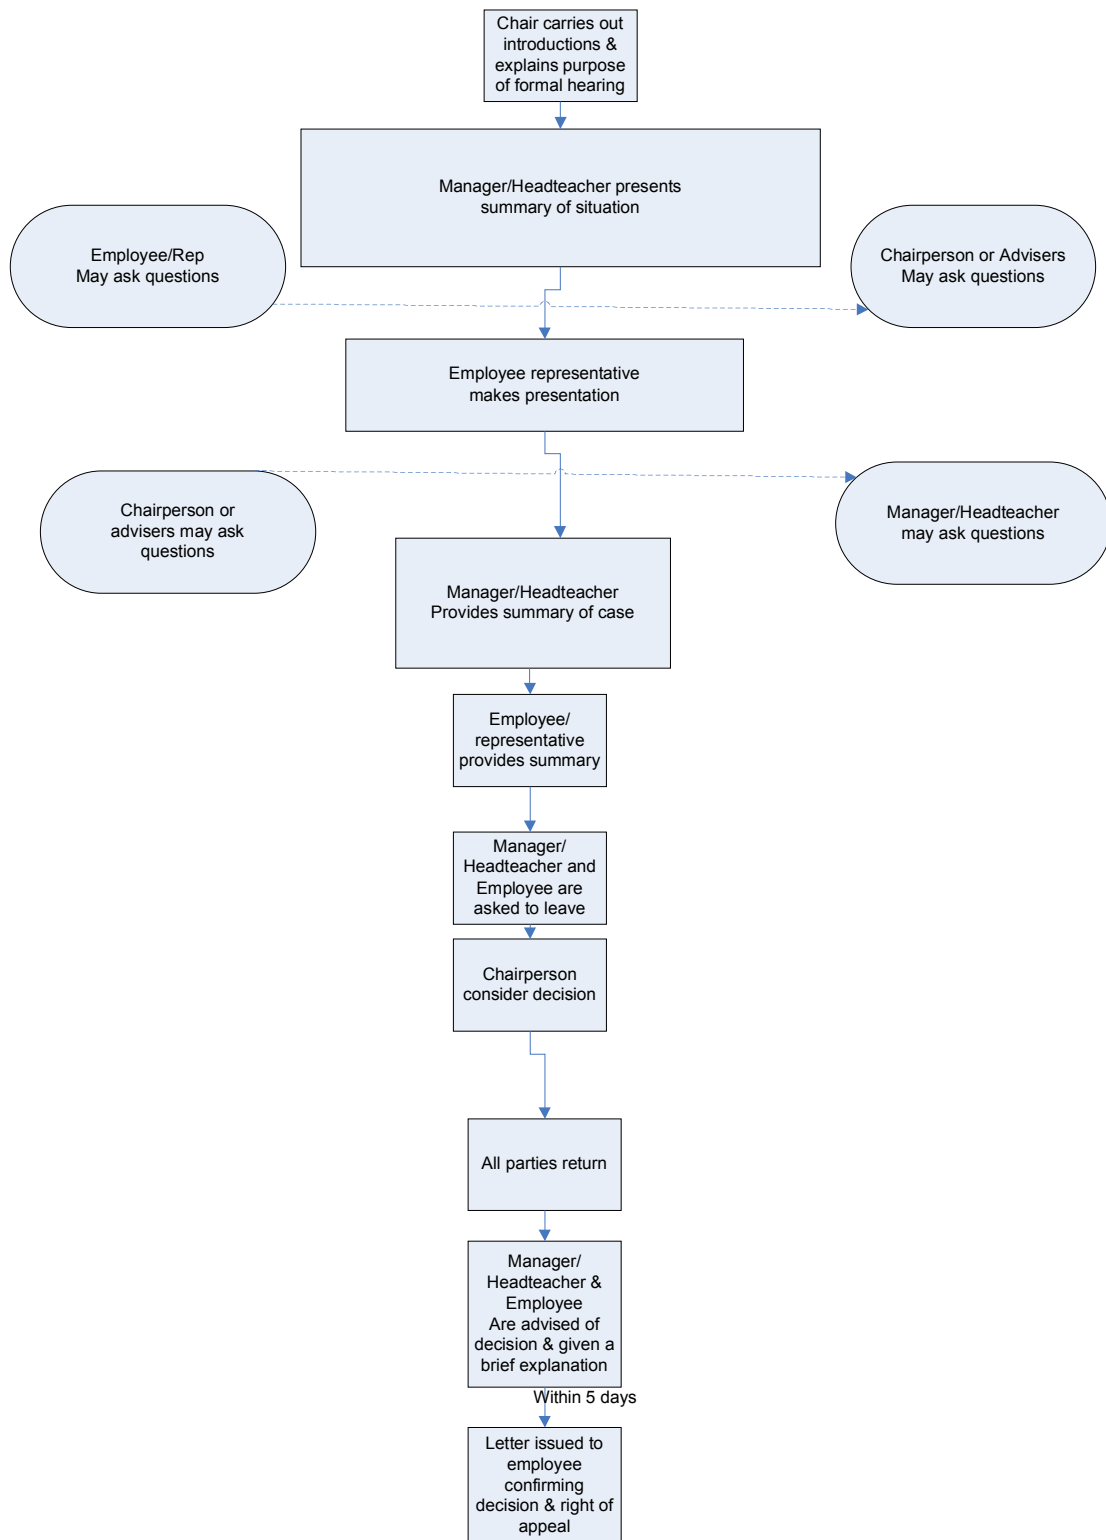 Chair carries out
introductions &
explains purpose
of formal hearing
Manager/Headteacher presents
summary of situation
Employee/Rep
May ask questions
Chairperson or Advisers
May ask questions
Employee representative
makes presentation
Chairperson or
advisers may ask
questions
Manager/Headteacher
may ask questions
Manager/Headteacher
Provides summary of case
Employee/
representative
provides summary
Manager/
Headteacher and
Employee are
asked to leave
Chairperson
consider decision
All parties return
Manager/
Headteacher &
Employee
Are advised of
decision & given a
brief explanation
Within 5 days
Letter issued to
employee
confirming
decision & right of
appeal